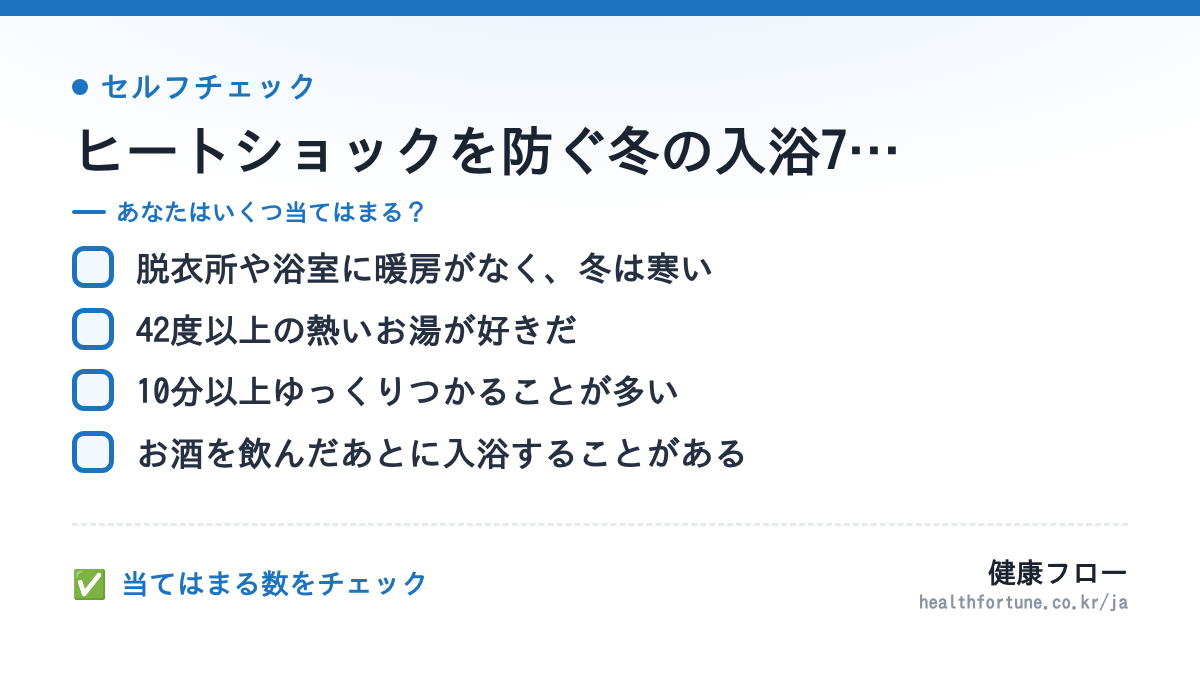 セルフチェック
ヒートショックを防ぐ冬の入浴7…
あなたはいくつ当てはまる？
脱衣所や浴室に暖房がなく、冬は寒い
42度以上の熱いお湯が好きだ
10分以上ゆっくりつかることが多い
お酒を飲んだあとに入浴することがある
✅ 当てはまる数をチェック
健康フロー
healthfortune.co.kr/ja